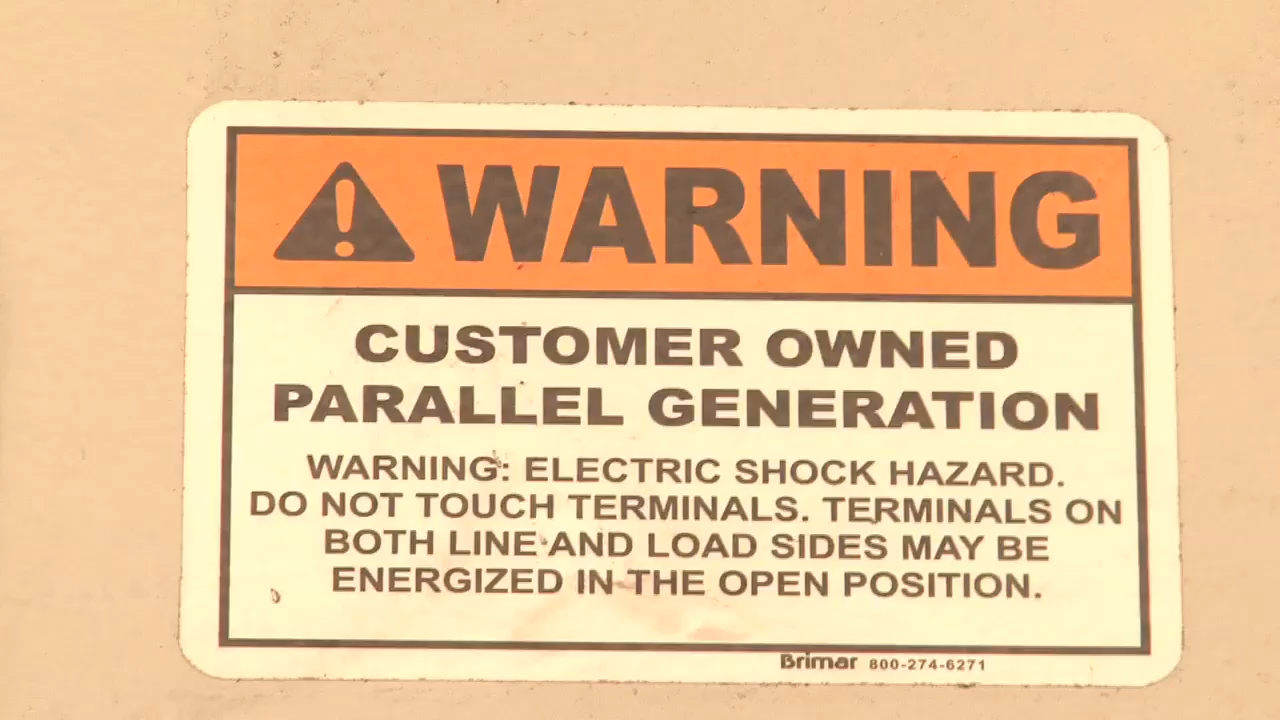 WARNING
CUSTOMER OWNED
PARALLEL GENERATION
WARNING: ELECTRIC SHOCK HAZARD.
DO NOT TOUCH TERMINALS. TERMINALS ON
BOTH LINE AND LOAD SIDES MAY BE
ENERGIZED IN THE OPEN POSITION.
Brimar 800-274-6271